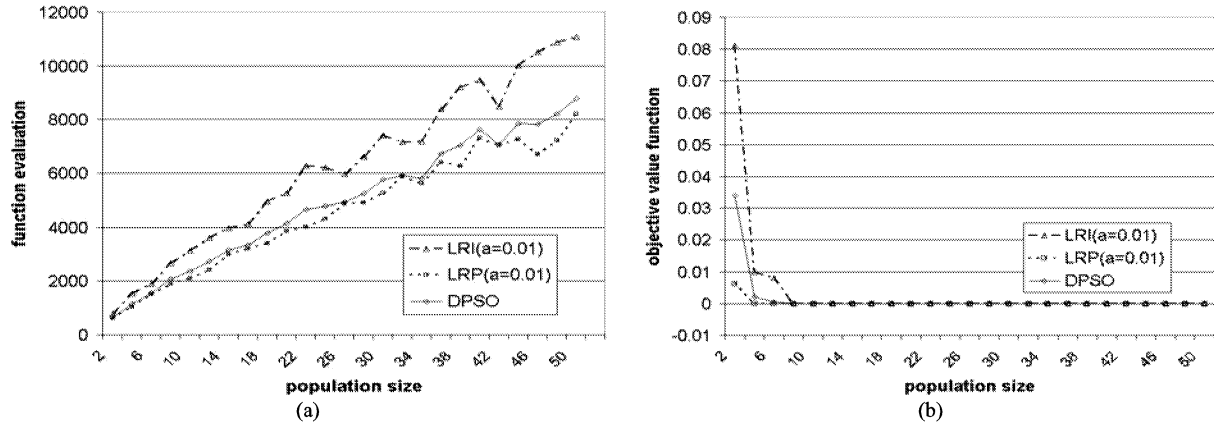 12000
10000
8000
6000
4000
2000
0
function evaluation
2 6 10 14 18 22 26 30 34 38 42 46 50
population size
LRI(a=0.01)
LRP(a=0.01)
DPSO
(a)
0.09
0.08
0.07
0.06
0.05
0.04
0.03
0.02
0.01
0
-0.01
objective value function
2 6 10 14 18 22 26 30 34 38 42 46 50
population size
LRI(a=0.01)
LRP(a=0.01)
DPSO
(b)